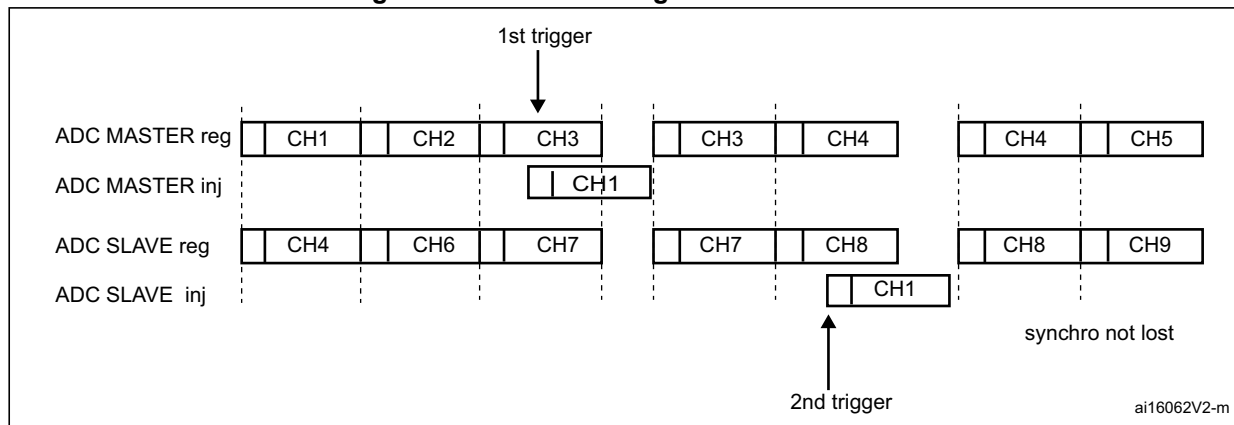 1st trigger
ADC MASTER reg CH1 CH2 CH3 CH3 CH4 CH4 CH5
ADC MASTER inj CH1
ADC SLAVE reg CH4 CH6 CH7 CH7 CH8 CH8 CH9
ADC SLAVE inj CH1
synchro not lost
2nd trigger
ai16062V2-m